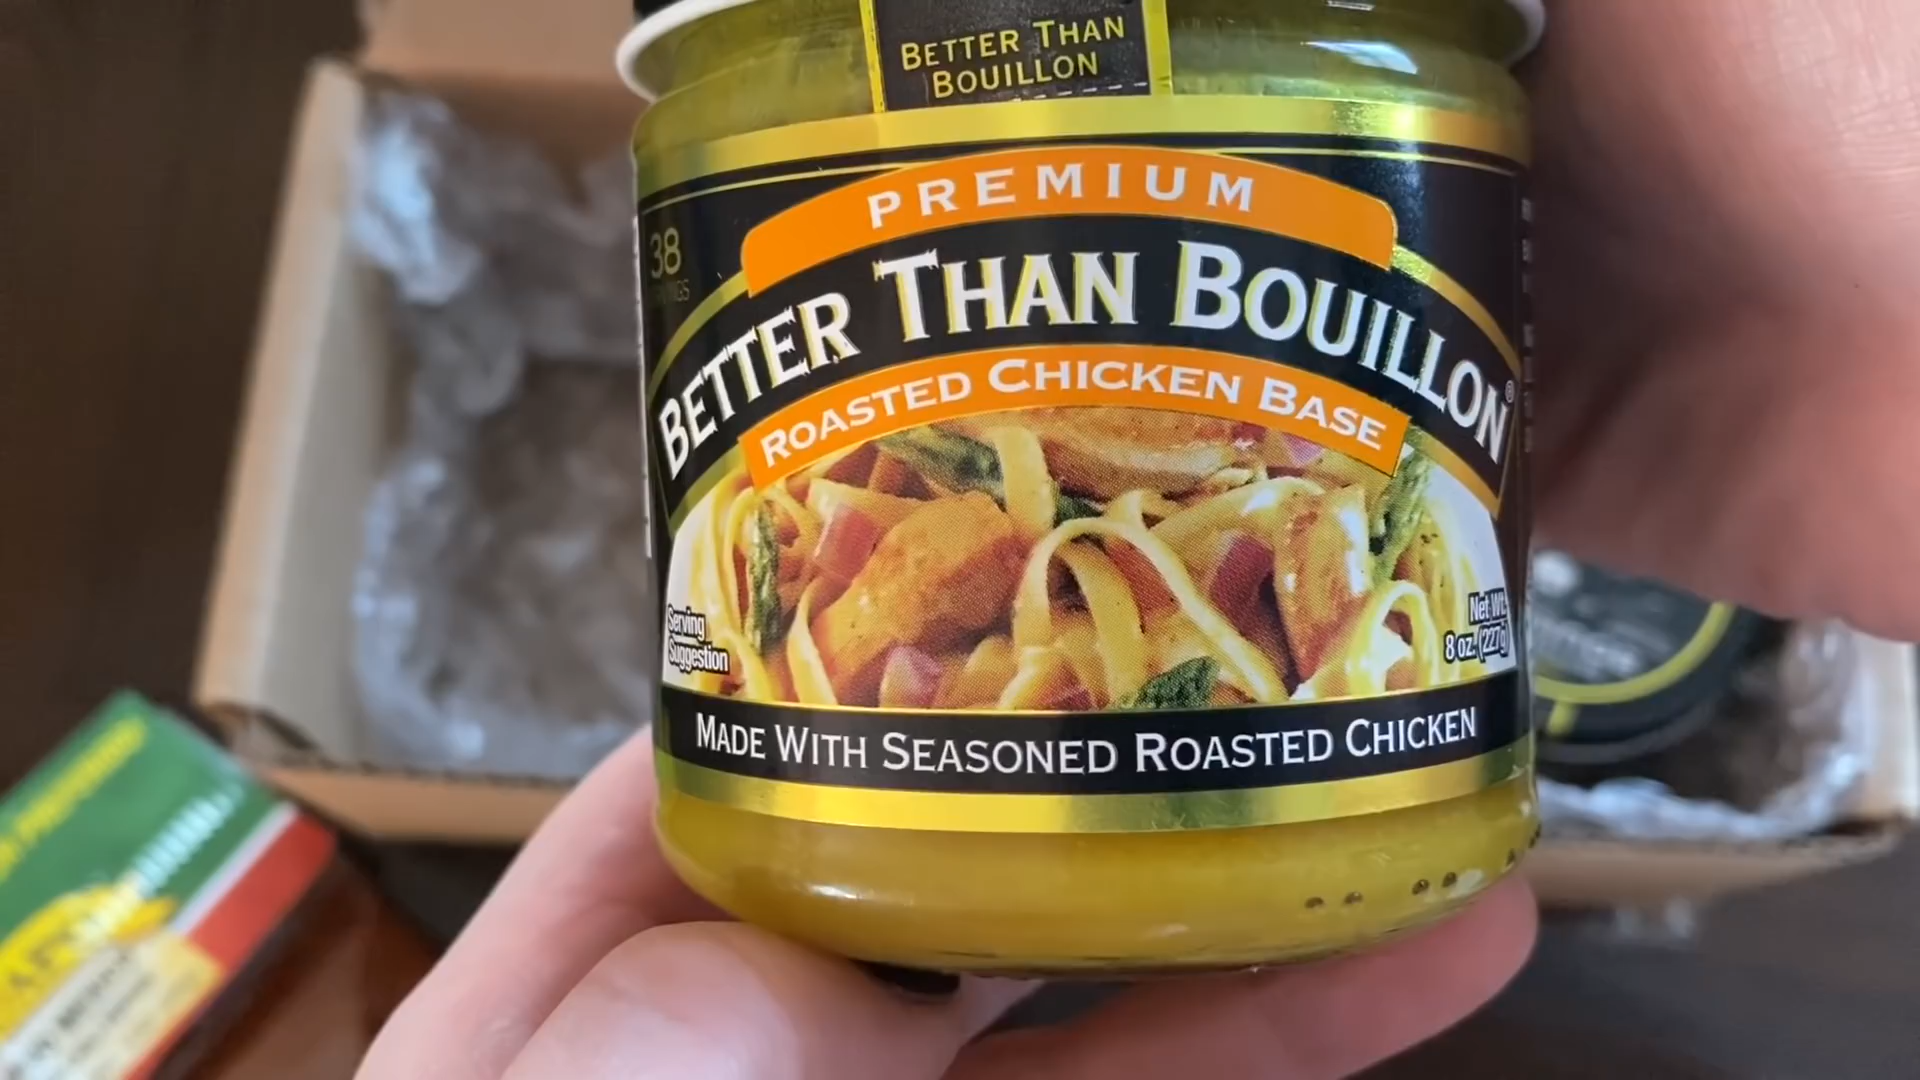 BETTER THAN
BOUILLON
PREMIUM
38
BETTER THAN BOUILLON®
ROASTED CHICKEN BASE
Serving
Suggestion
Net Wt.
8 oz. (227g)
MADE WITH SEASONED ROASTED CHICKEN